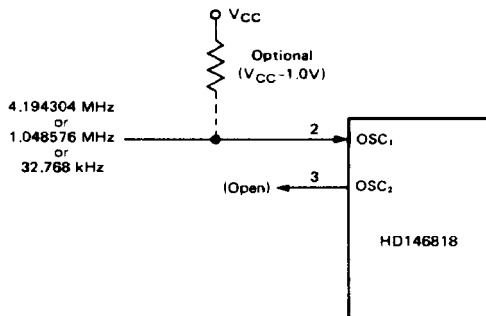 VCC
Optional
(VCC-1.0V)
4.194304 MHz
or
1.048576 MHz
or
32.768 kHz
2
OSC1
(Open)
3
OSC2
HD146818